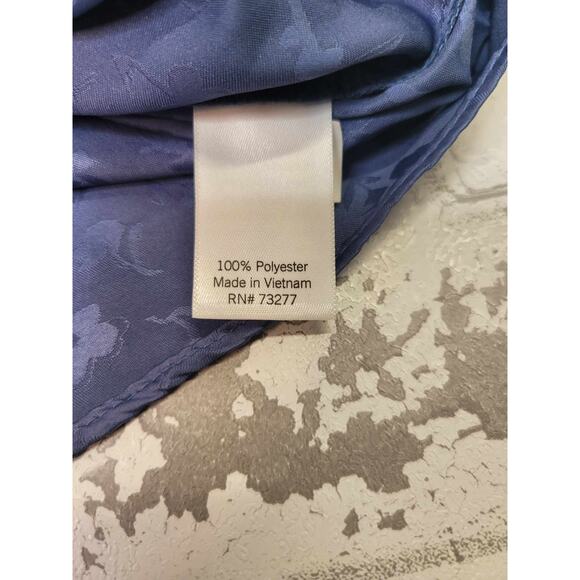 100% Polyester
Made in Vietnam
RN# 73277